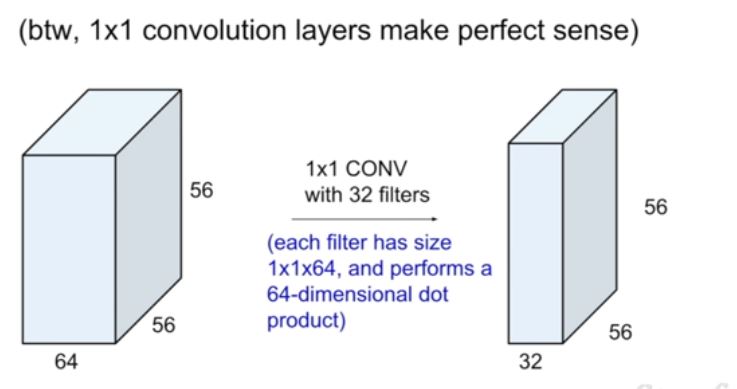 (btw, 1x1 convolution layers make perfect sense)
56
1x1 CONV
with 32 filters
56
(each filter has size
1x1x64, and performs a
64-dimensional dot
product)
56
56
64
32